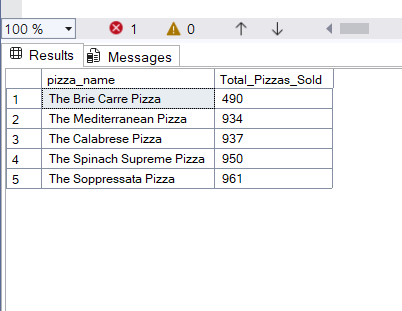 100 % 1 0
Results Messages
pizza_name Total_Pizzas_Sold
1 The Brie Carre Pizza 490
2 The Mediterranean Pizza 934
3 The Calabrese Pizza 937
4 The Spinach Supreme Pizza 950
5 The Soppressata Pizza 961